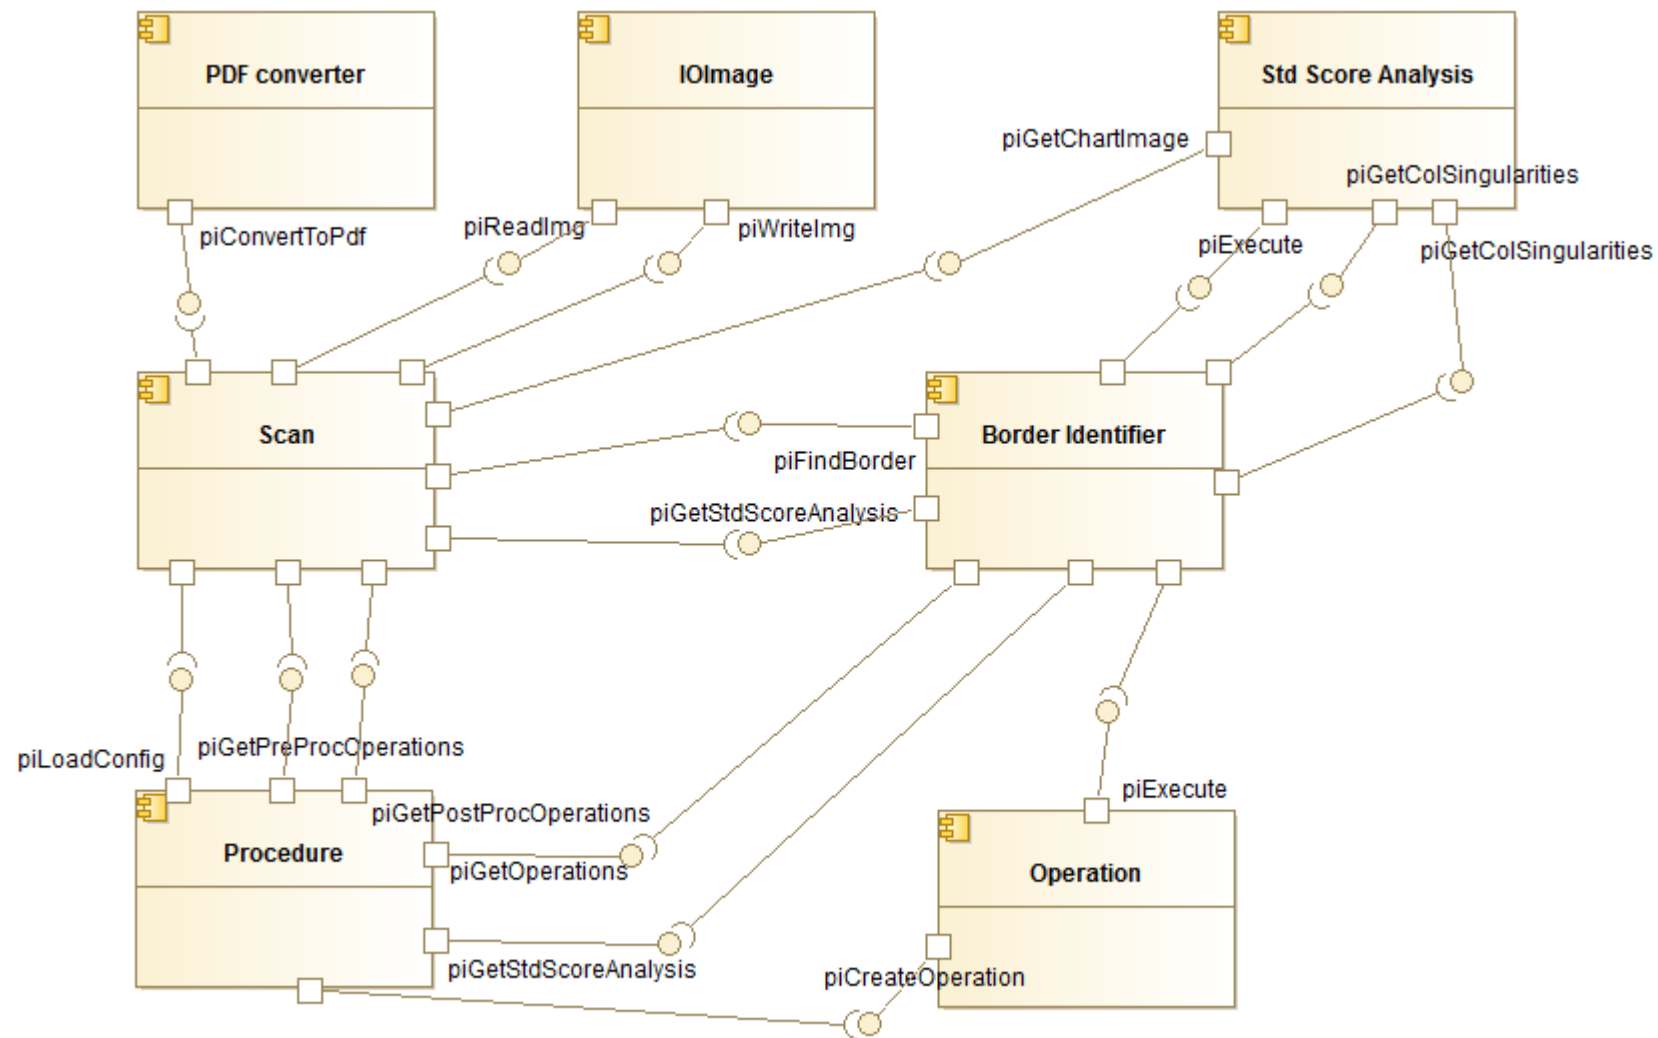 PDF converter
IOImage
Std Score Analysis
piGetChartImage
piGetColSingularities
piConvertToPdf
piReadImg
piWriteImg
piExecute
piGetColSingularities
Scan
Border Identifier
piFindBorder
piGetStdScoreAnalysis
piLoadConfig
piGetPreProcOperations
piGetPostProcOperations
piExecute
Procedure
piGetOperations
Operation
piGetStdScoreAnalysis
piCreateOperation